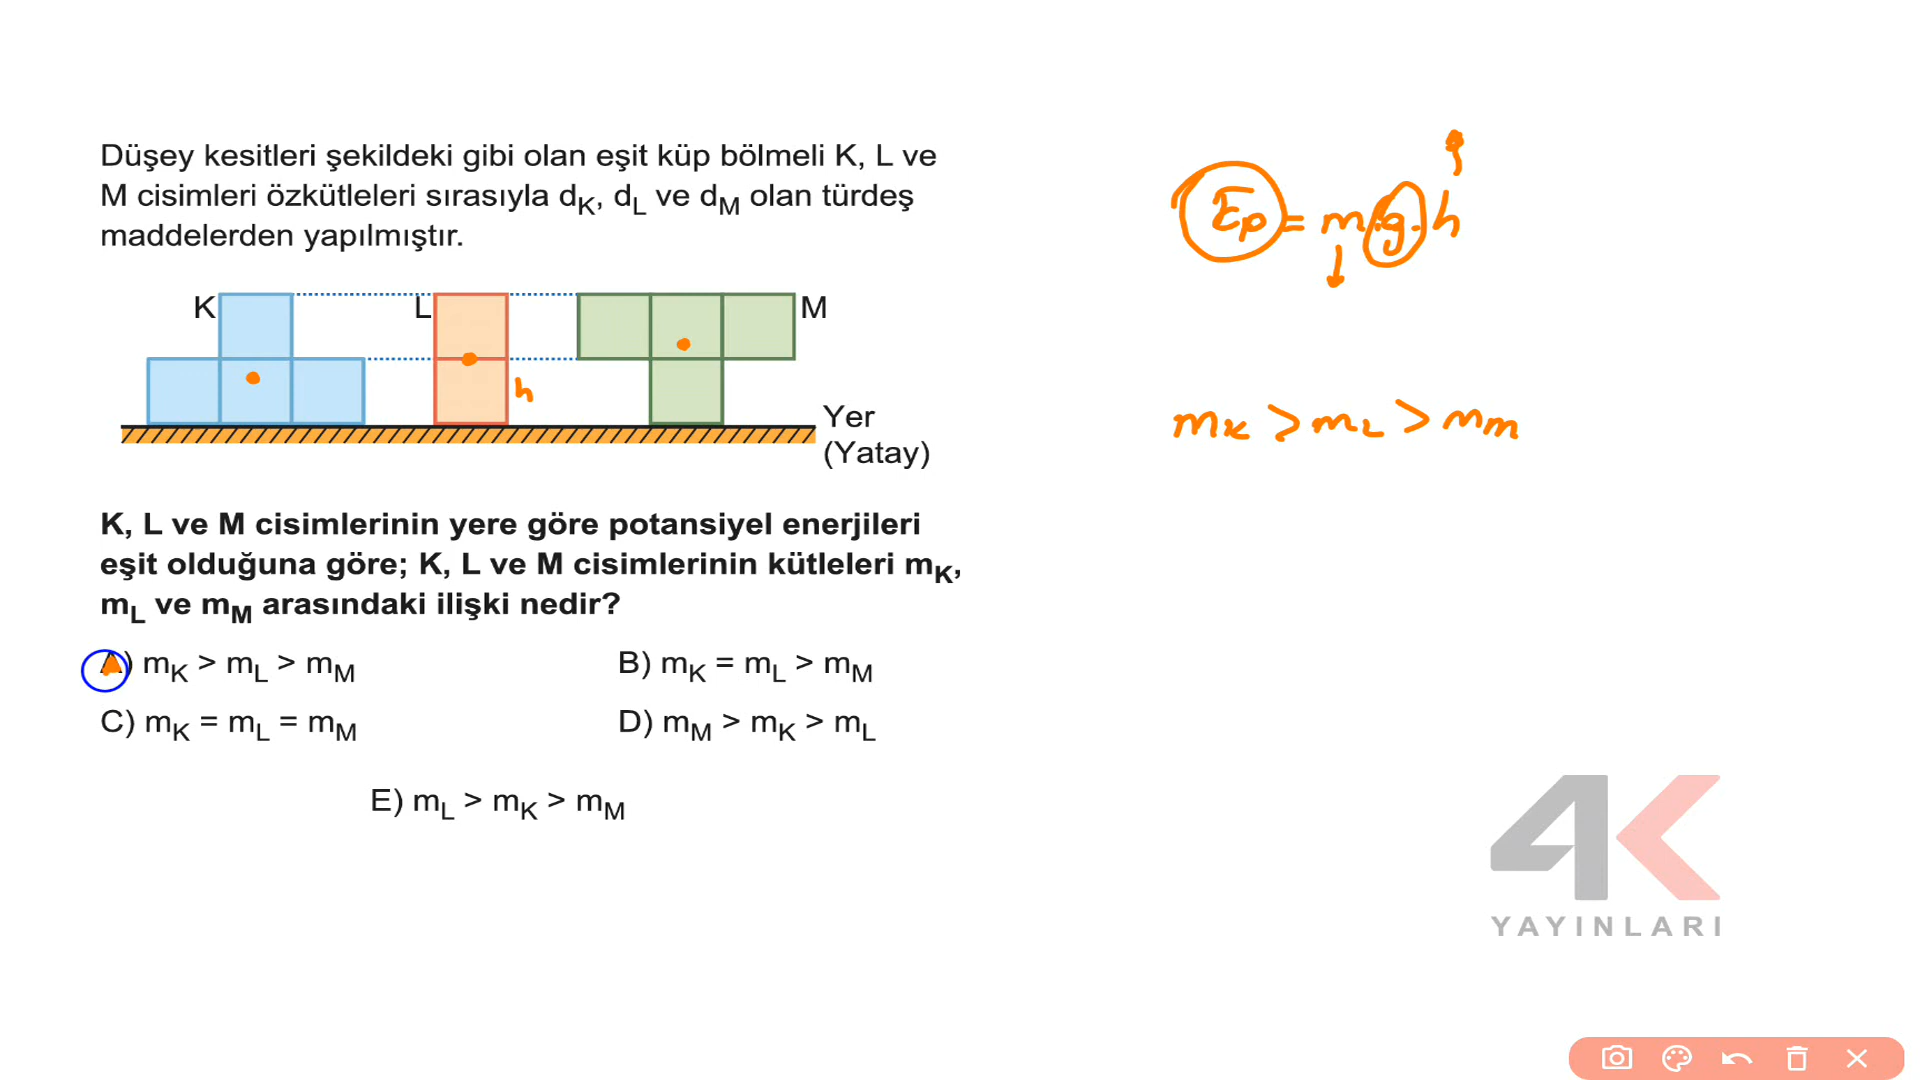 Düşey kesitleri şekildeki gibi olan eşit küp bölmeli K, L ve
M cisimleri özkütleleri sırasıyla dK, dL ve dM olan türdeş
maddelerden yapılmıştır.
K L M
h
Yer
(Yatay)
K, L ve M cisimlerinin yere göre potansiyel enerjileri
eşit olduğuna göre; K, L ve M cisimlerinin kütleleri mK,
mL ve mM arasındaki ilişki nedir?
A) mK > mL > mM
B) mK = mL > mM
C) mK = mL = mM
D) mM > mK > mL
E) mL > mK > mM
Ep = m.g.h
mK > mL > mM
4K
YAYINLARI